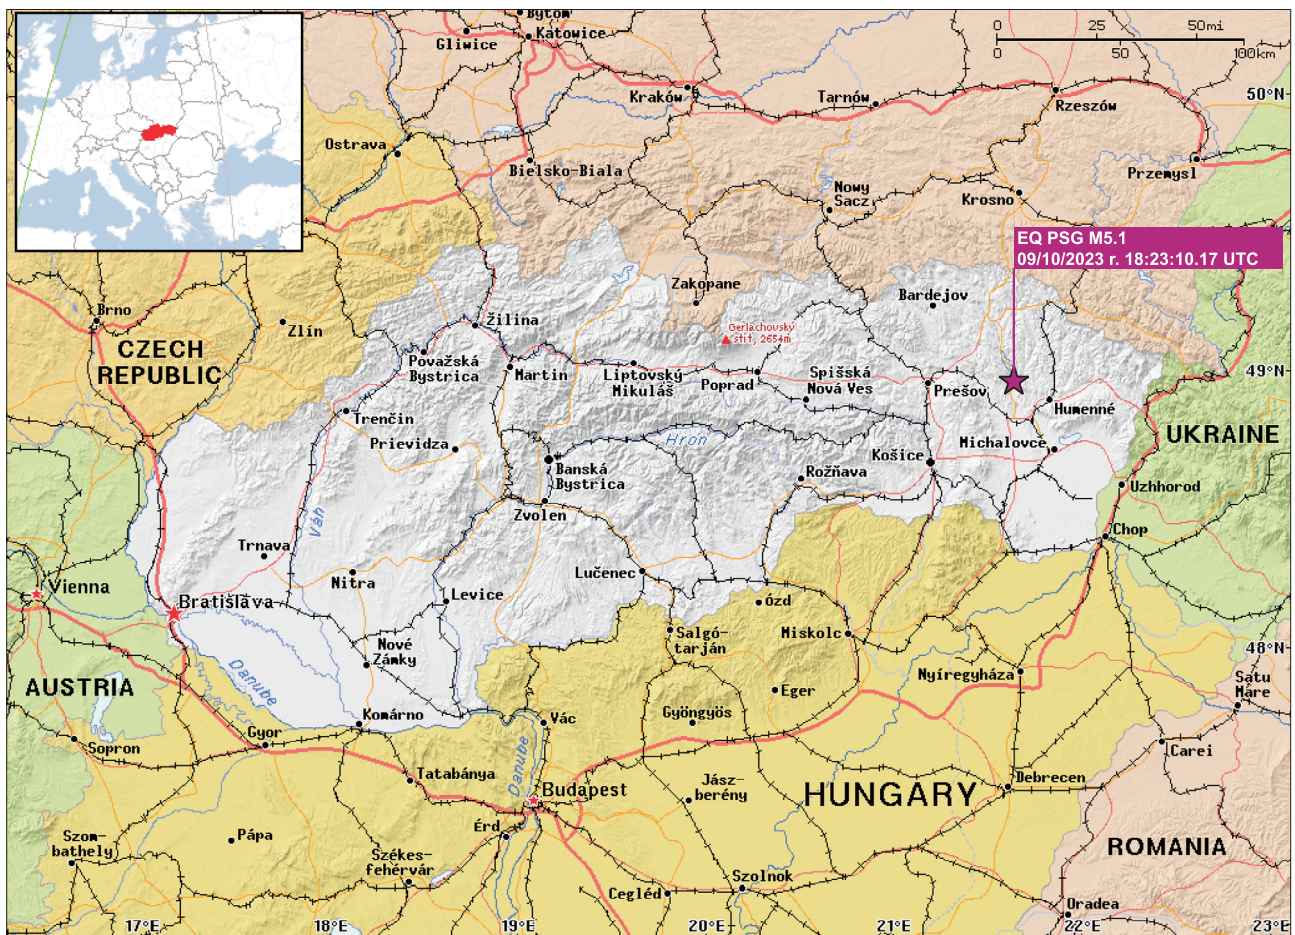 Bytom
Gliwice
Katowice
0 25 50mi
0 50 100km
50°N
Kraków
Tarnów
Rzeszów
Ostrava
Bielsko-Biala
Przemysl
Nowy
Sacz
Krosno
EQ PSG M5.1
09/10/2023 r. 18:23:10.17 UTC
Zakopane
Bardejov
Brno
Zlín
Žilina
Gerlachovský
štít, 2654m
CZECH
REPUBLIC
Považská
Bystrica
Martin
Liptovský
Mikuláš
Poprad
Spišská
Nová Ves
Prešov
49°N
Humenné
Trenčín
Prievidza
Hron
Michalovce
UKRAINE
Košice
Banská
Bystrica
Rožňava
Uzhhorod
Zvolen
Váh
Chop
Trnava
Nitra
Lučenec
Vienna
Levice
Bratislava
Ózd
Salgó-
tarján
Miskolc
Nové
Zámky
48°N
Nyíregyháza
Danube
AUSTRIA
Eger
Satu
Mare
Komárno
Vác
Gyöngyös
Gyor
Sopron
Carei
Tatabánya
Danube
Jász-
berény
Debrecen
Budapest
HUNGARY
Érd
Pápa
Szom-
bathely
Székes-
fehérvár
ROMANIA
Szolnok
Cegléd
Oradea
17°E 18°E 19°E 20°E 21°E 22°E 23°E